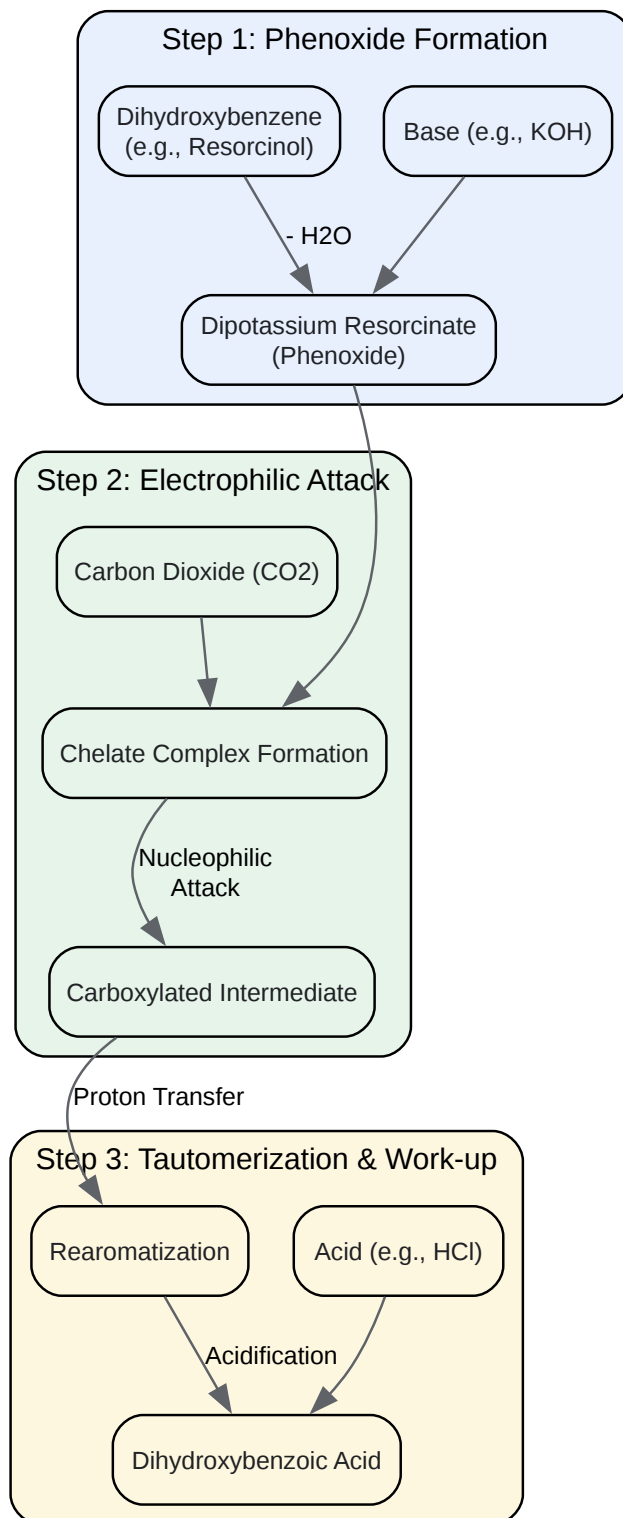 Step 1: Phenoxide Formation
Dihydroxybenzene
(e.g., Resorcinol)
Base (e.g., KOH)
- H2O
Dipotassium Resorcinate
(Phenoxide)
Step 2: Electrophilic Attack
Carbon Dioxide (CO2)
Chelate Complex Formation
Nucleophilic
Attack
Carboxylated Intermediate
Proton Transfer
Step 3: Tautomerization & Work-up
Rearomatization
Acid (e.g., HCl)
Acidification
Dihydroxybenzoic Acid